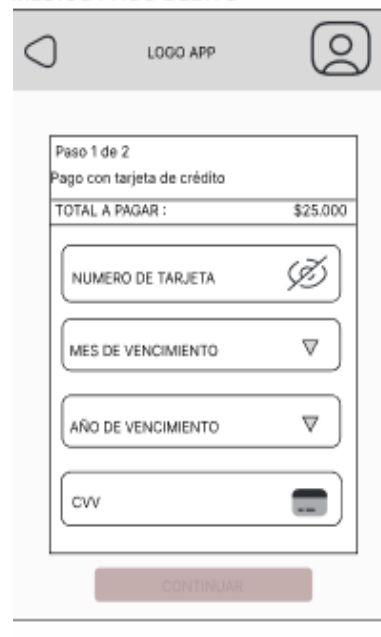 LOGO APP
Paso 1 de 2
Pago con tarjeta de crédito
TOTAL A PAGAR : $25.000
NUMERO DE TARJETA
MES DE VENCIMIENTO
AÑO DE VENCIMIENTO
CVV
CONTINUAR